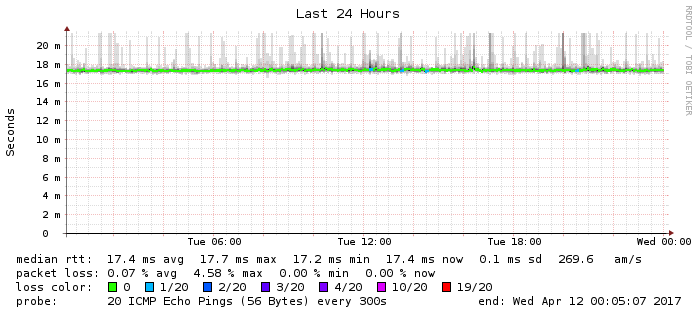 Last 24 Hours
RRDTOOL / TOBI OETIKER
Seconds
20 m
18 m
16 m
14 m
12 m
10 m
8 m
6 m
4 m
2 m
0
Tue 06:00 Tue 12:00 Tue 18:00 Wed 00:00
median rtt: 17.4 ms avg 17.7 ms max 17.2 ms min 17.4 ms now 0.1 ms sd 269.6 am/s
packet loss: 0.07 % avg 4.58 % max 0.00 % min 0.00 % now
loss color: 0 1/20 2/20 3/20 4/20 10/20 19/20
probe: 20 ICMP Echo Pings (56 Bytes) every 300s end: Wed Apr 12 00:05:07 2017